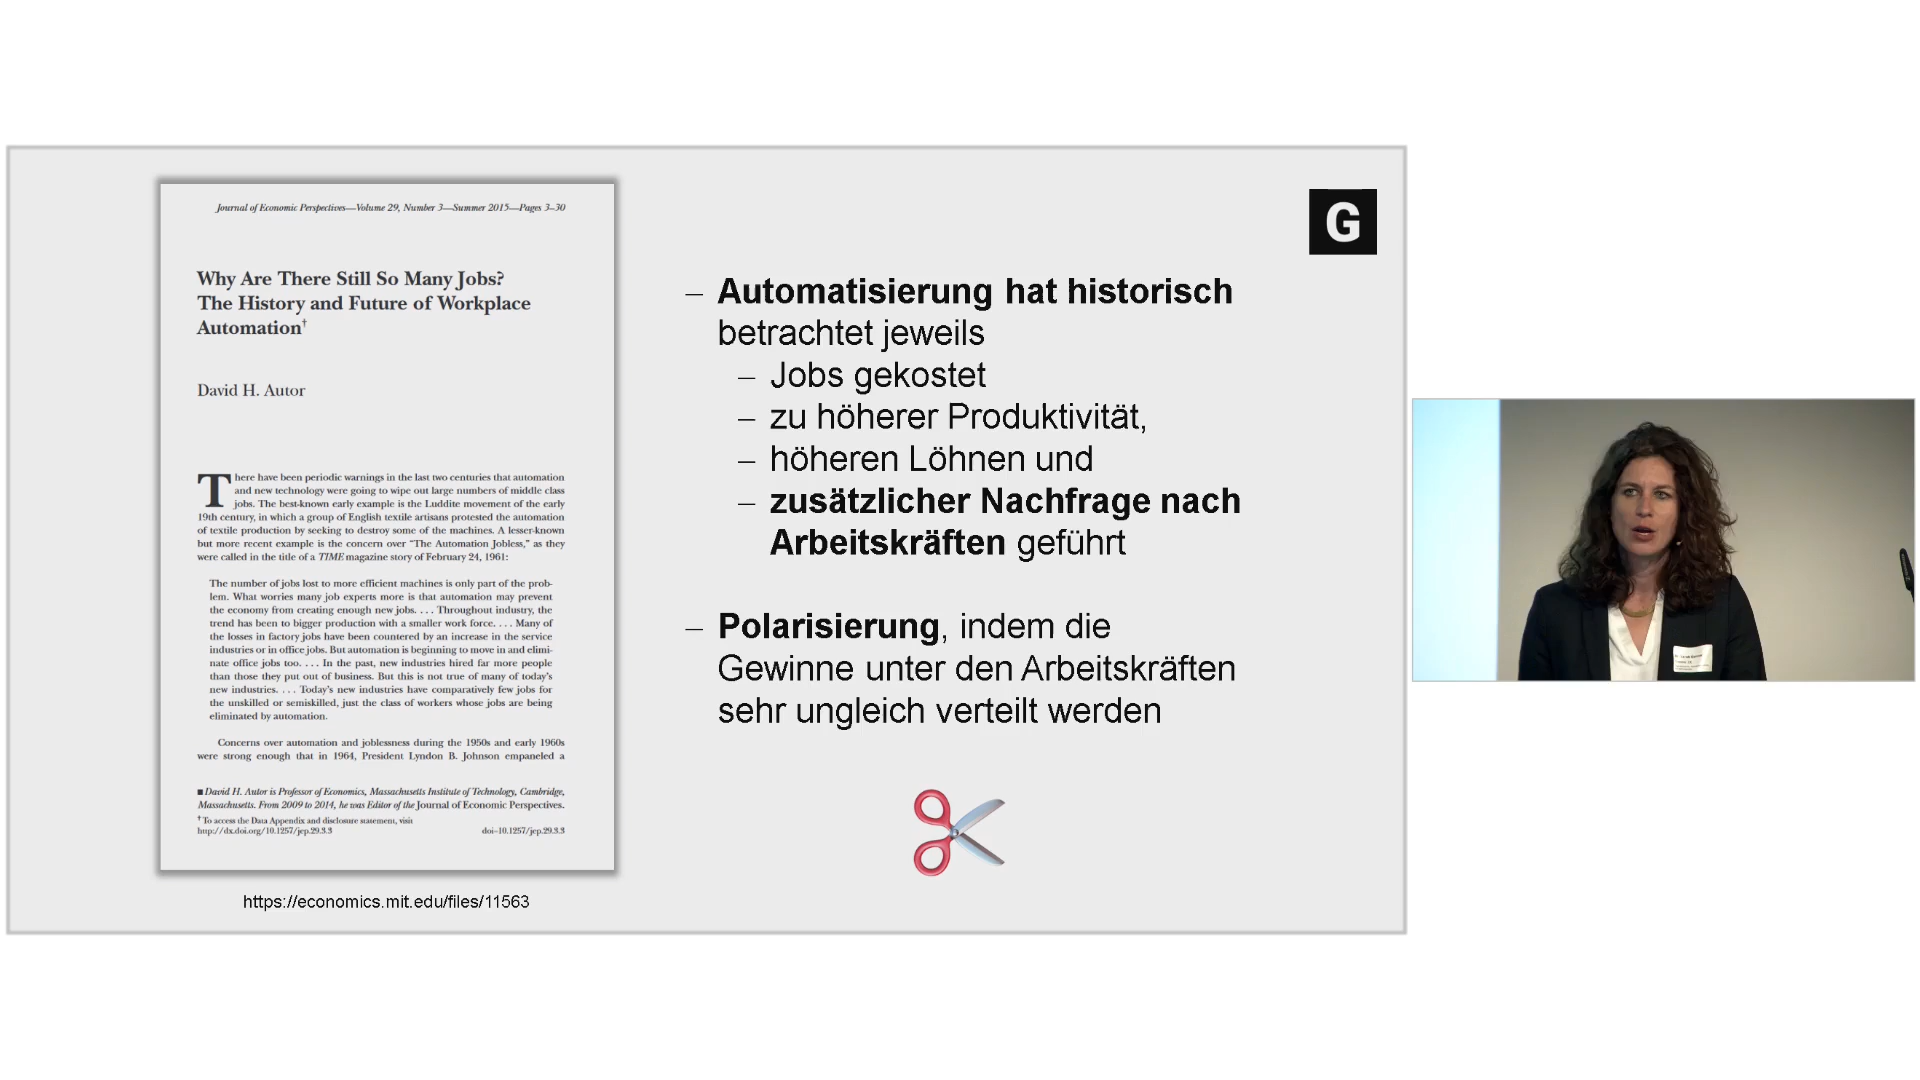 Journal of Economic Perspectives—Volume 29, Number 3—Summer 2015—Pages 3–30
Why Are There Still So Many Jobs?
The History and Future of Workplace
Automation†
David H. Autor
There have been periodic warnings in the last two centuries that automation
and new technology were going to wipe out large numbers of middle class
jobs. The best-known early example is the Luddite movement of the early
19th century, in which a group of English textile artisans protested the automation
of textile production by seeking to destroy some of the machines. A lesser-known
but more recent example is the concern over “The Automation Jobless,” as they
were called in the title of a TIME magazine story of February 24, 1961:
The number of jobs lost to more efficient machines is only part of the prob-
lem. What worries many job experts more is that automation may prevent
the economy from creating enough new jobs. . . . Throughout industry, the
trend has been to bigger production with a smaller work force. . . . Many of
the losses in factory jobs have been countered by an increase in the service
industries or in office jobs. But automation is beginning to move in and elimi-
nate office jobs too. . . . In the past, new industries hired far more people
than those they put out of business. But this is not true of many of today’s
new industries. . . . Today’s new industries have comparatively few jobs for
the unskilled or semiskilled, just the class of workers whose jobs are being
eliminated by automation.
Concerns over automation and joblessness during the 1950s and early 1960s
were strong enough that in 1964, President Lyndon B. Johnson empaneled a
■ David H. Autor is Professor of Economics, Massachusetts Institute of Technology, Cambridge,
Massachusetts. From 2009 to 2014, he was Editor of the Journal of Economic Perspectives.
† To access the Data Appendix and disclosure statement, visit
http://dx.doi.org/10.1257/jep.29.3.3 doi=10.1257/jep.29.3.3
https://economics.mit.edu/files/11563
G
– Automatisierung hat historisch
betrachtet jeweils
– Jobs gekostet
– zu höherer Produktivität,
– höheren Löhnen und
– zusätzlicher Nachfrage nach
Arbeitskräften geführt
– Polarisierung, indem die
Gewinne unter den Arbeitskräften
sehr ungleich verteilt werden